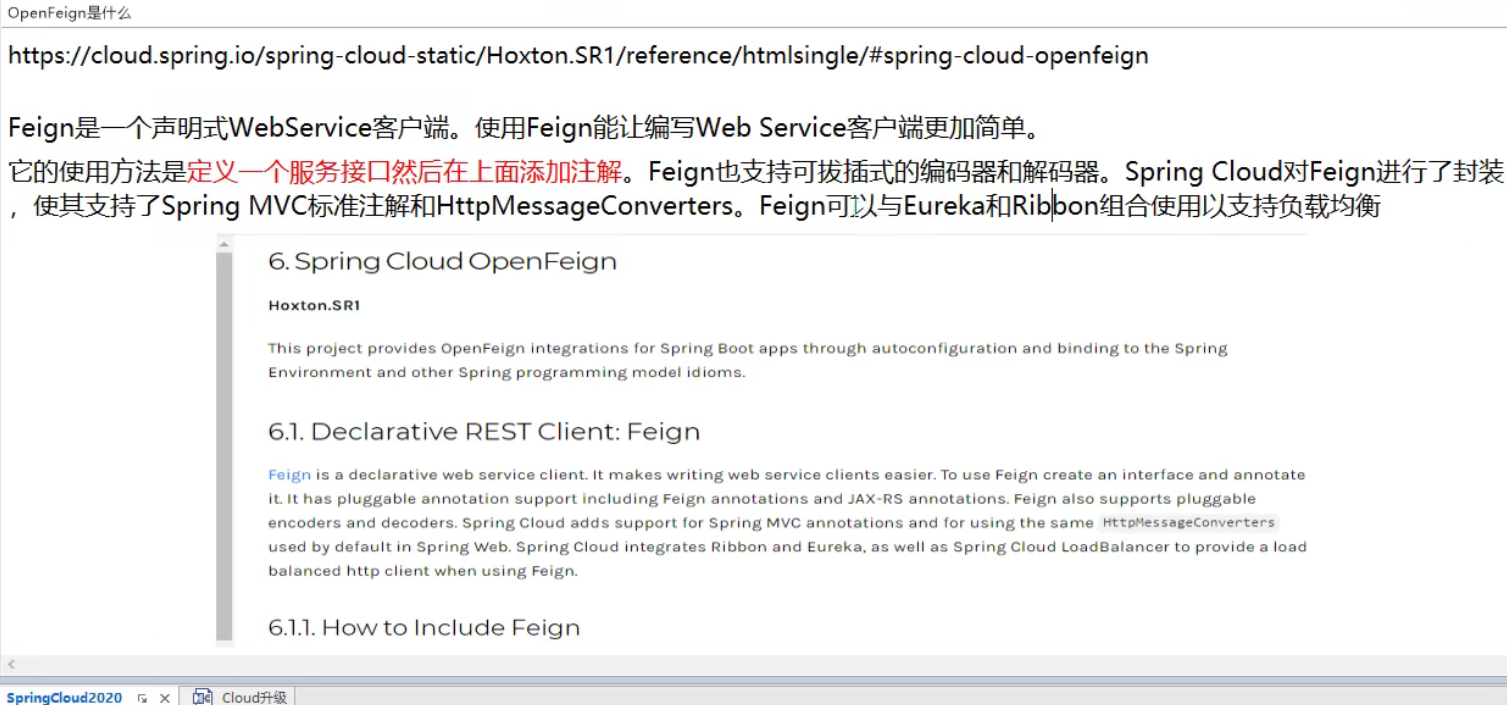 OpenFeign是什么
https://cloud.spring.io/spring-cloud-static/Hoxton.SR1/reference/htmlsingle/#spring-cloud-openfeign
Feign是一个声明式WebService客户端。使用Feign能让编写Web Service客户端更加简单。
它的使用方法是定义一个服务接口然后在上面添加注解。Feign也支持可拔插式的编码器和解码器。Spring Cloud对Feign进行了封装
，使其支持了Spring MVC标准注解和HttpMessageConverters。Feign可以与Eureka和Ribbon组合使用以支持负载均衡
6. Spring Cloud OpenFeign
Hoxton.SR1
This project provides OpenFeign integrations for Spring Boot apps through autoconfiguration and binding to the Spring
Environment and other Spring programming model idioms.
6.1. Declarative REST Client: Feign
Feign is a declarative web service client. It makes writing web service clients easier. To use Feign create an interface and annotate
it. It has pluggable annotation support including Feign annotations and JAX-RS annotations. Feign also supports pluggable
encoders and decoders. Spring Cloud adds support for Spring MVC annotations and for using the same HttpMessageConverters
used by default in Spring Web. Spring Cloud integrates Ribbon and Eureka, as well as Spring Cloud LoadBalancer to provide a load
balanced http client when using Feign.
6.1.1. How to Include Feign
SpringCloud2020 Cloud升级